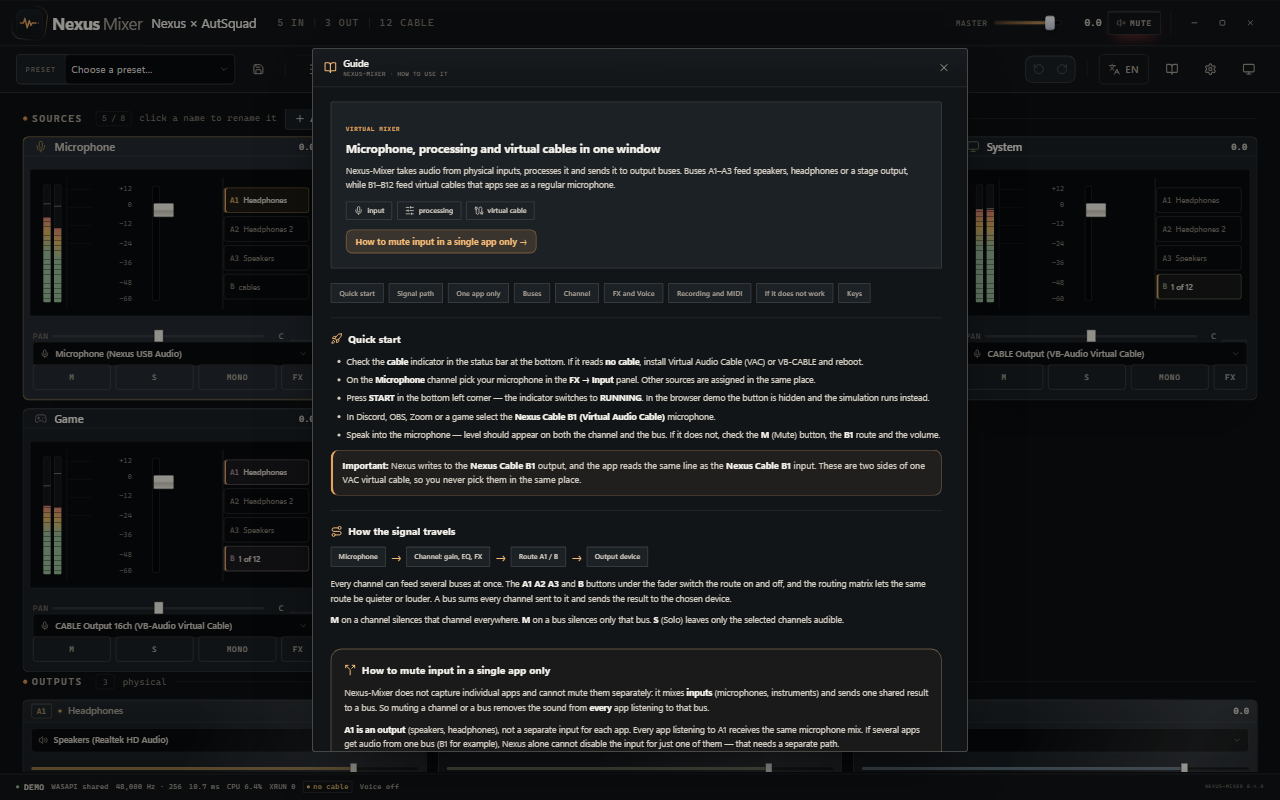 Nexus Mixer Nexus × AutSquad 5 IN | 3 OUT | 12 CABLE MASTER 0.0 MUTE
PRESET Choose a preset... EN
SOURCES 5 / 8 click a name to rename it +
Microphone 0.0
+12
0
-12
-24
-36
-48
-60
A1 Headphones
A2 Headphones 2
A3 Speakers
B cables
PAN C
Microphone (Nexus USB Audio)
M S MONO FX
Game 0.0
+12
0
-12
-24
-36
-48
-60
A1 Headphones
A2 Headphones 2
A3 Speakers
B 1 of 12
PAN C
CABLE Output 16ch (VB-Audio Virtual Cable)
M S MONO FX
OUTPUTS 3 physical
A1 Headphones
Speakers (Realtek HD Audio)
Guide
NEXUS-MIXER · HOW TO USE IT
VIRTUAL MIXER
Microphone, processing and virtual cables in one window
Nexus-Mixer takes audio from physical inputs, processes it and sends it to output buses. Buses A1–A3 feed speakers, headphones or a stage output,
while B1–B12 feed virtual cables that apps see as a regular microphone.
input processing virtual cable
How to mute input in a single app only →
Quick start Signal path One app only Buses Channel FX and Voice Recording and MIDI If it does not work Keys
Quick start
• Check the cable indicator in the status bar at the bottom. If it reads no cable, install Virtual Audio Cable (VAC) or VB-CABLE and reboot.
• On the Microphone channel pick your microphone in the FX → Input panel. Other sources are assigned in the same place.
• Press START in the bottom left corner — the indicator switches to RUNNING. In the browser demo the button is hidden and the simulation runs instead.
• In Discord, OBS, Zoom or a game select the Nexus Cable B1 (Virtual Audio Cable) microphone.
• Speak into the microphone — level should appear on both the channel and the bus. If it does not, check the M (Mute) button, the B1 route and the volume.
Important: Nexus writes to the Nexus Cable B1 output, and the app reads the same line as the Nexus Cable B1 input. These are two sides of one
VAC virtual cable, so you never pick them in the same place.
How the signal travels
Microphone → Channel: gain, EQ, FX → Route A1 / B → Output device
Every channel can feed several buses at once. The A1 A2 A3 and B buttons under the fader switch the route on and off, and the routing matrix lets the same
route be quieter or louder. A bus sums every channel sent to it and sends the result to the chosen device.
M on a channel silences that channel everywhere. M on a bus silences only that bus. S (Solo) leaves only the selected channels audible.
How to mute input in a single app only
Nexus-Mixer does not capture individual apps and cannot mute them separately: it mixes inputs (microphones, instruments) and sends one shared result
to a bus. So muting a channel or a bus removes the sound from every app listening to that bus.
A1 is an output (speakers, headphones), not a separate input for each app. Every app listening to A1 receives the same microphone mix. If several apps
get audio from one bus (B1 for example), Nexus alone cannot disable the input for just one of them — that needs a separate path.
System 0.0
+12
0
-12
-24
-36
-48
-60
A1 Headphones
A2 Headphones 2
A3 Speakers
B 1 of 12
PAN C
CABLE Output (VB-Audio Virtual Cable)
M S MONO FX
0.0
DEMO WASAPI shared 48,000 Hz · 256 10.7 ms CPU 6.4% XRUN 0 no cable Voice off